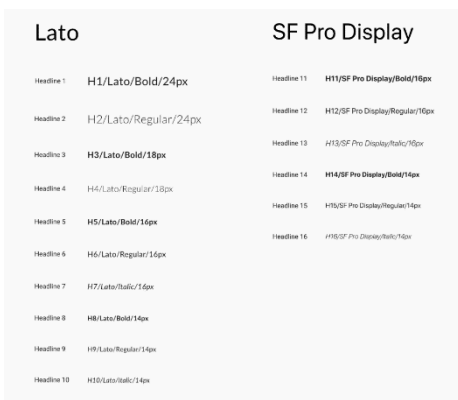 Lato
Headline 1 H1/Lato/Bold/24px
Headline 2 H2/Lato/Regular/24px
Headline 3 H3/Lato/Bold/18px
Headline 4 H4/Lato/Regular/18px
Headline 5 H5/Lato/Bold/16px
Headline 6 H6/Lato/Regular/16px
Headline 7 H7/Lato/Italic/16px
Headline 8 H8/Lato/Bold/14px
Headline 9 H9/Lato/Regular/14px
Headline 10 H10/Lato/Italic/14px
SF Pro Display
Headline 11 H11/SF Pro Display/Bold/16px
Headline 12 H12/SF Pro Display/Regular/16px
Headline 13 H13/SF Pro Display/Italic/16px
Headline 14 H14/SF Pro Display/Bold/14px
Headline 15 H15/SF Pro Display/Regular/14px
Headline 16 H16/SF Pro Display/Italic/14px